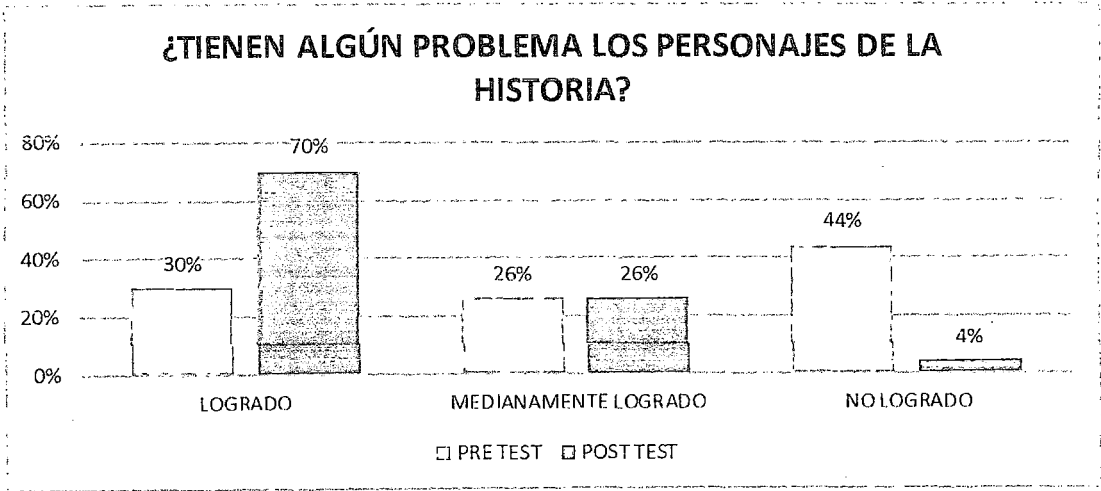 ¿TIENEN ALGÚN PROBLEMA LOS PERSONAJES DE LA
HISTORIA?
80%
70%
60%
44%
40%
30%
26%
26%
20%
4%
0%
LOGRADO
MEDIANAMENTE LOGRADO
NO LOGRADO
PRE TEST
POST TEST